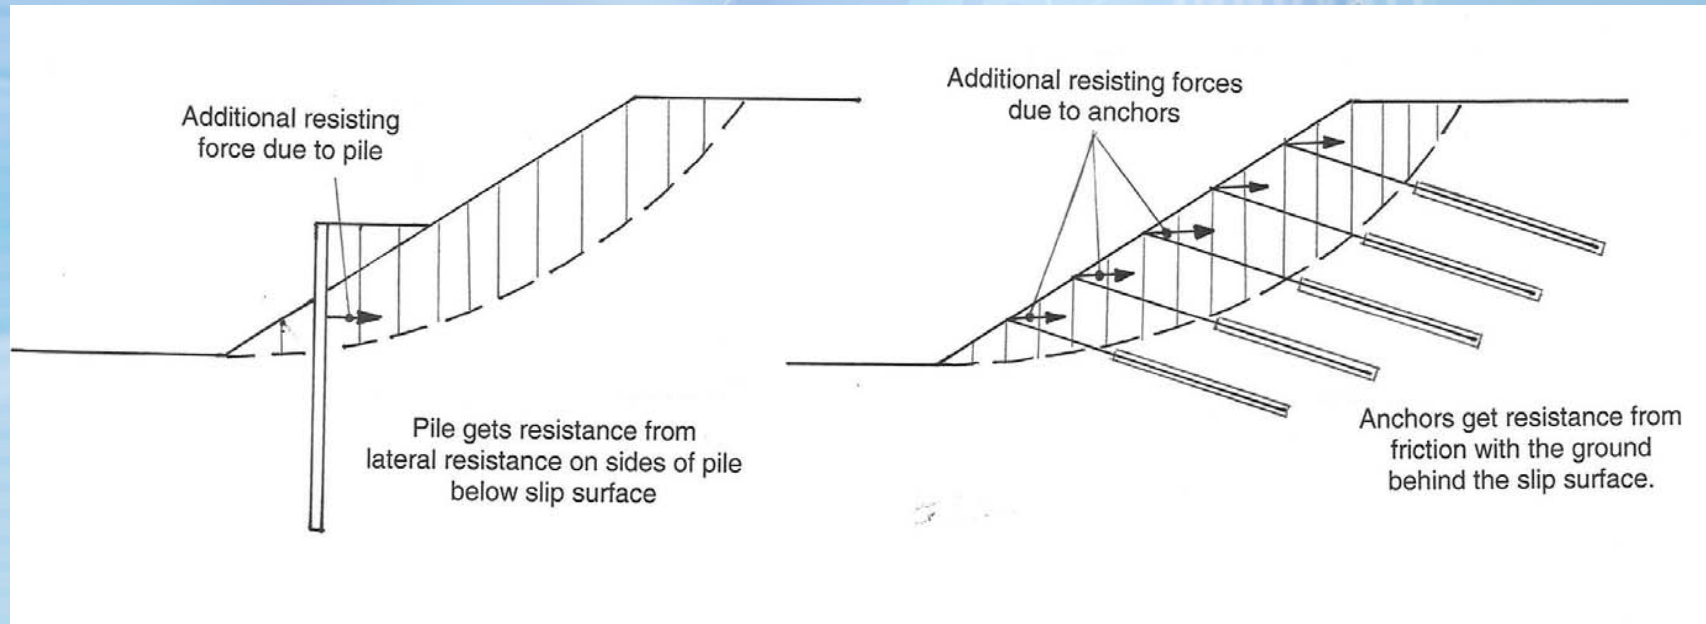 Additional resisting
force due to pile
Pile gets resistance from
lateral resistance on sides of pile
below slip surface
Additional resisting forces
due to anchors
Anchors get resistance from
friction with the ground
behind the slip surface.